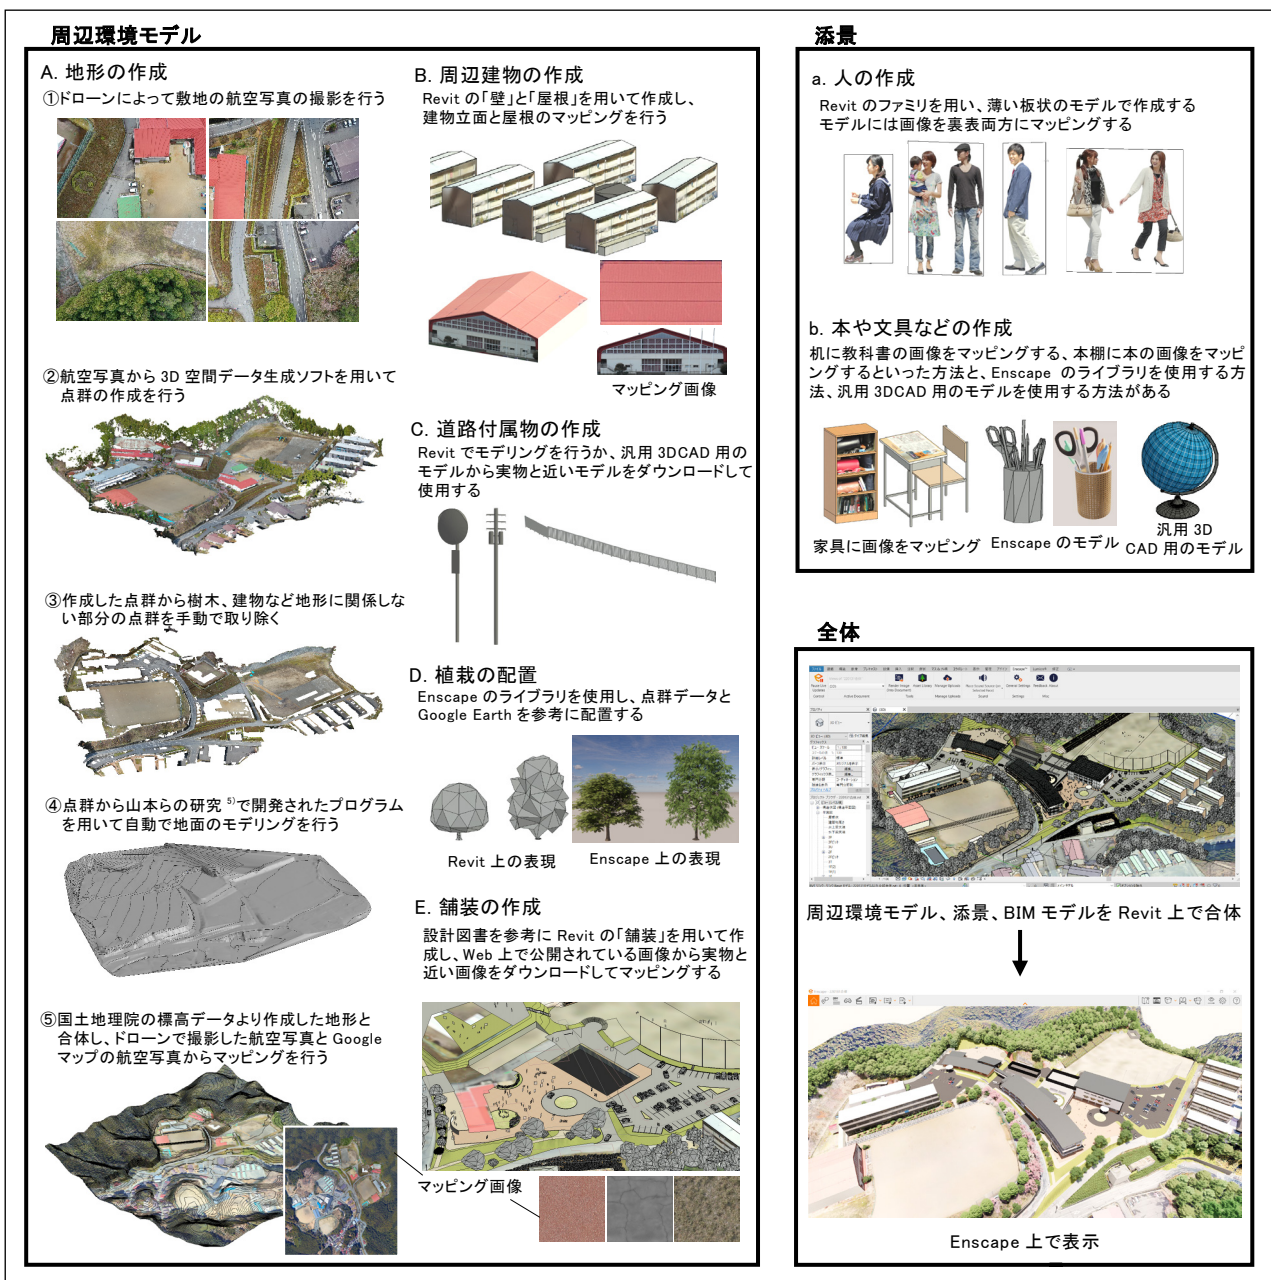 周辺環境モデル
A. 地形の作成
①ドローンによって敷地の航空写真の撮影を行う
②航空写真から 3D 空間データ生成ソフトを用いて
点群の作成を行う
③作成した点群から樹木、建物など地形に関係しな
い部分の点群を手動で取り除く
④点群から山本らの研究 5)で開発されたプログラム
を用いて自動で地面のモデリングを行う
⑤国土地理院の標高データより作成した地形と
合体し、ドローンで撮影した航空写真と Google
マップの航空写真からマッピングを行う
B. 周辺建物の作成
Revit の「壁」と「屋根」を用いて作成し、
建物立面と屋根のマッピングを行う
マッピング画像
C. 道路付属物の作成
Revit でモデリングを行うか、汎用 3DCAD 用の
モデルから実物と近いモデルをダウンロードして
使用する
D. 植栽の配置
Enscape のライブラリを使用し、点群データと
Google Earth を参考に配置する
Revit 上の表現
Enscape 上の表現
E. 舗装の作成
設計図書を参考に Revit の「舗装」を用いて作
成し、Web 上で公開されている画像から実物と
近い画像をダウンロードしてマッピングする
マッピング画像
添景
a. 人の作成
Revit のファミリを用い、薄い板状のモデルで作成する
モデルには画像を裏表両方にマッピングする
b. 本や文具などの作成
机に教科書の画像をマッピングする、本棚に本の画像をマッピ
ングするといった方法と、Enscape のライブラリを使用する方
法、汎用 3DCAD 用のモデルを使用する方法がある
家具に画像をマッピング
Enscape のモデル
汎用 3D
CAD 用のモデル
全体
周辺環境モデル、添景、BIM モデルを Revit 上で合体
Enscape 上で表示